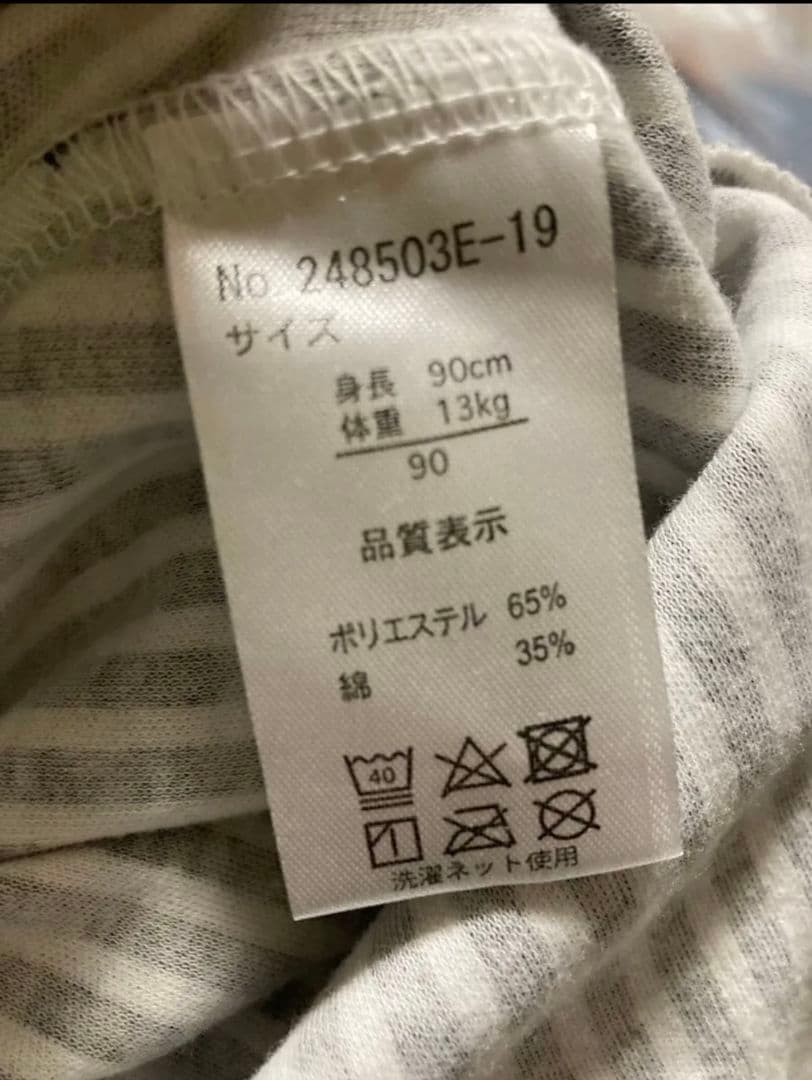 No 248503E-19
サイズ
身長 90cm
体重 13kg
90
品質表示
ポリエステル 65%
綿 35%
40
洗濯ネット使用